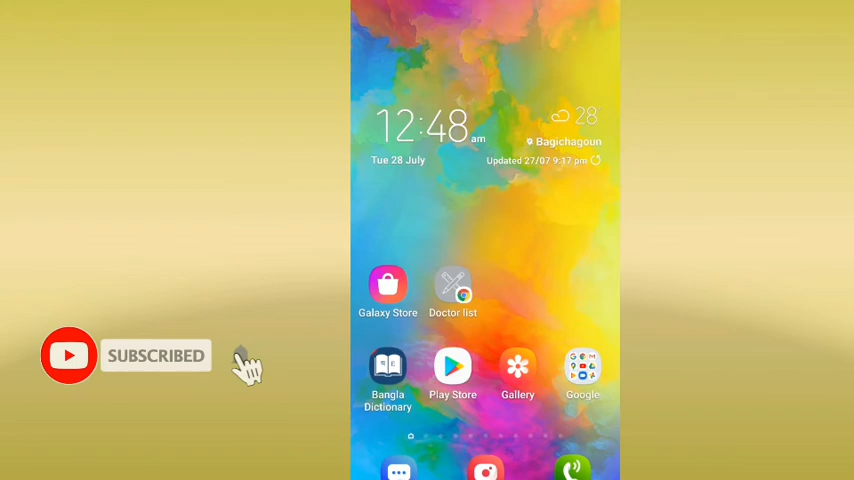 12:48 am
28°
Bagichagoun
Tue 28 July
Updated 27/07 9:17 pm
Galaxy Store
Doctor list
SUBSCRIBED
Bangla
Dictionary
Play Store
Gallery
Google